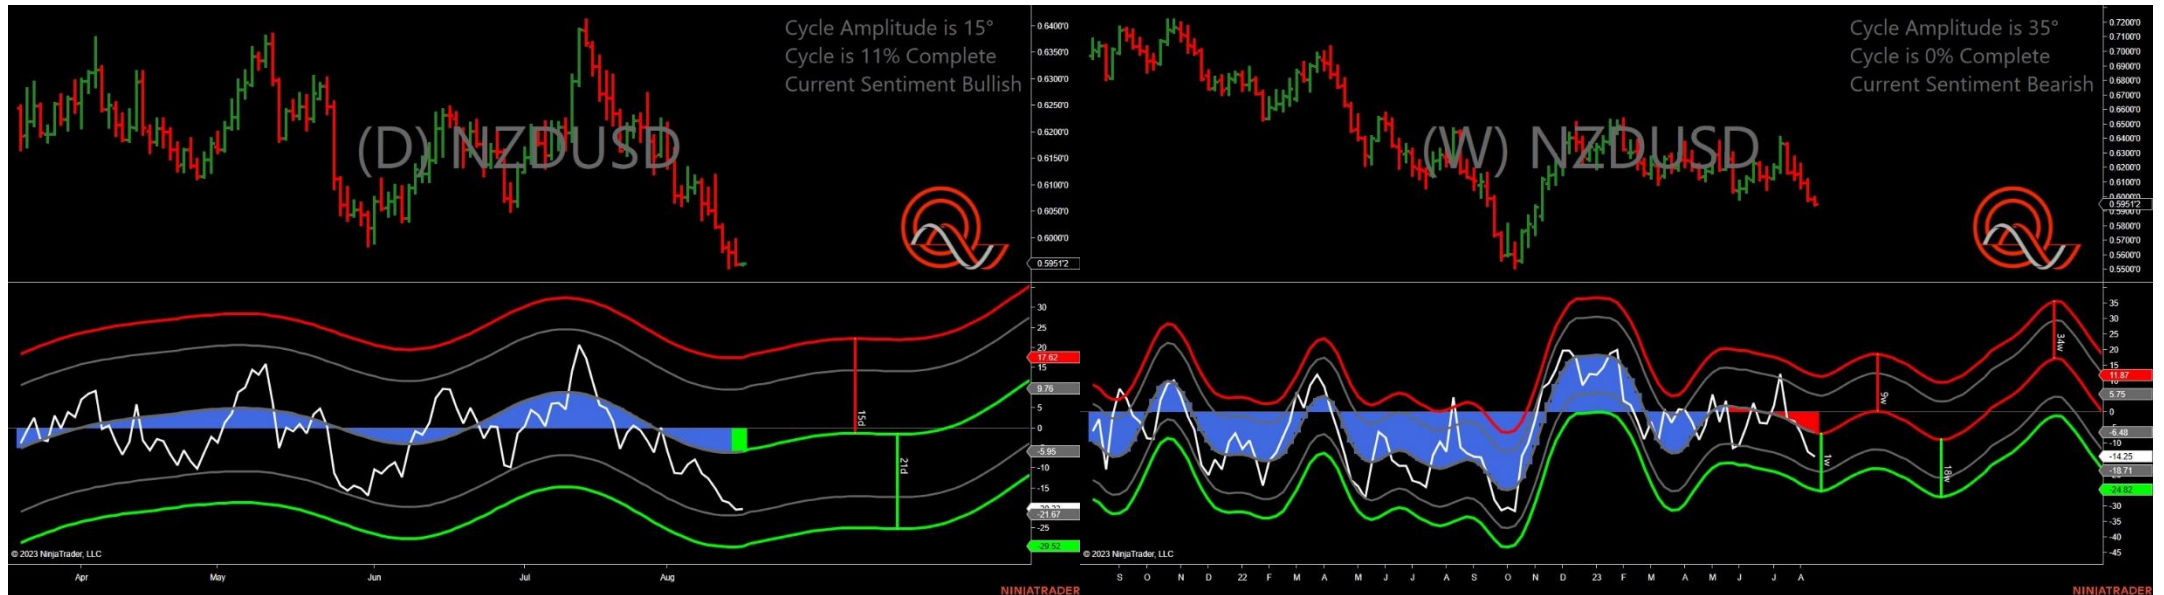 Cycle Amplitude is 15°
Cycle is 11% Complete
Current Sentiment Bullish
(D) NZDUSD
0.6400'0
0.6350'0
0.6300'0
0.6250'0
0.6200'0
0.6150'0
0.6100'0
0.6050'0
0.6000'0
0.5951'2
30
25
20
17.62
15
9.76
5
0
-5.95
-10
-15
-21.67
-25
-29.52
15d
21d
© 2023 NinjaTrader, LLC
Apr May Jun Jul Aug
NINJATRADER
Cycle Amplitude is 35°
Cycle is 0% Complete
Current Sentiment Bearish
(W) NZDUSD
0.7200'0
0.7100'0
0.7000'0
0.6900'0
0.6800'0
0.6700'0
0.6600'0
0.6500'0
0.6400'0
0.6300'0
0.6200'0
0.6100'0
0.5951'2
0.5900'0
0.5800'0
0.5700'0
0.5600'0
0.5500'0
35
30
25
20
15
11.87
5.75
0
-6.48
-10
-14.25
-18.71
-24.82
-30
-35
-40
-45
9w
34w
1w
18w
© 2023 NinjaTrader, LLC
S O N D 22 F M A M J J A S O N D 23 F M A M J J A
NINJATRADER